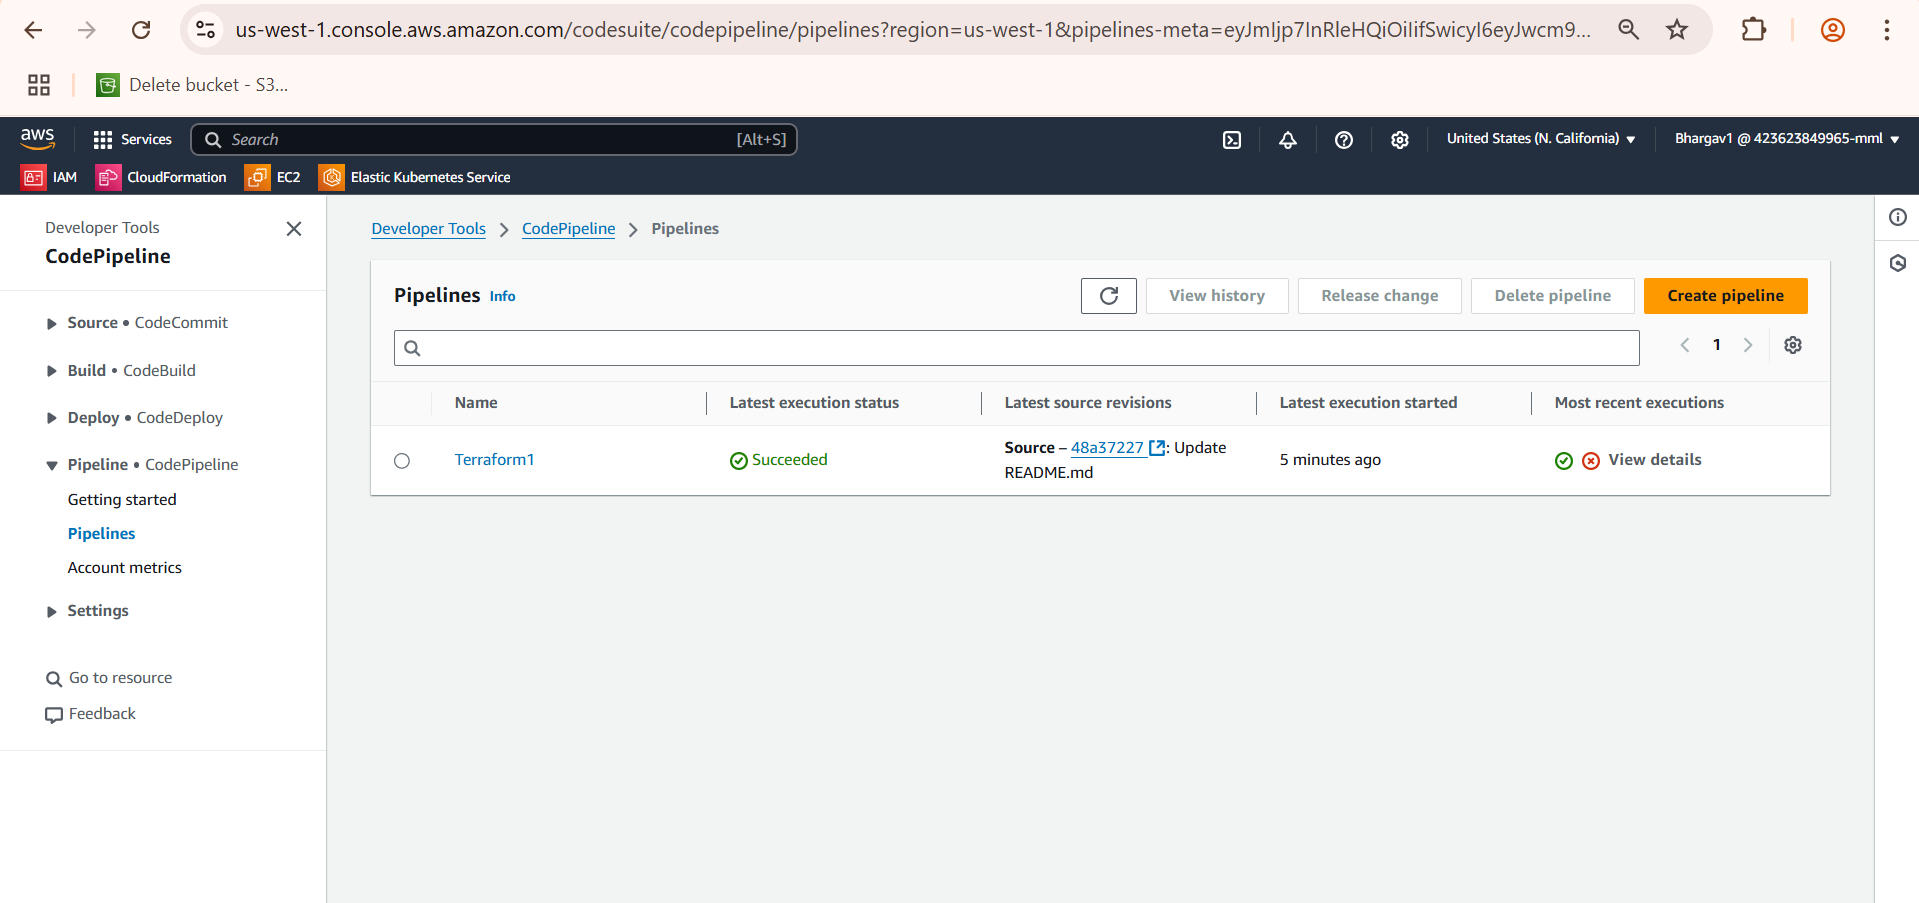 us-west-1.console.aws.amazon.com/codesuite/codepipeline/pipelines?region=us-west-1&pipelines-meta=eyJmIjp7InRleHQiOiIifSwicyI6eyJwcm9...
Delete bucket - S3...
aws
Services
Search
[Alt+S]
United States (N. California)
Bhargav1 @ 423623849965-mml
IAM
CloudFormation
EC2
Elastic Kubernetes Service
Developer Tools
CodePipeline
Source • CodeCommit
Build • CodeBuild
Deploy • CodeDeploy
Pipeline • CodePipeline
Getting started
Pipelines
Account metrics
Settings
Go to resource
Feedback
Developer Tools > CodePipeline > Pipelines
Pipelines Info
View history
Release change
Delete pipeline
Create pipeline
1
Name
Latest execution status
Latest source revisions
Latest execution started
Most recent executions
Terraform1
Succeeded
Source – 48a37227 : Update
README.md
5 minutes ago
View details